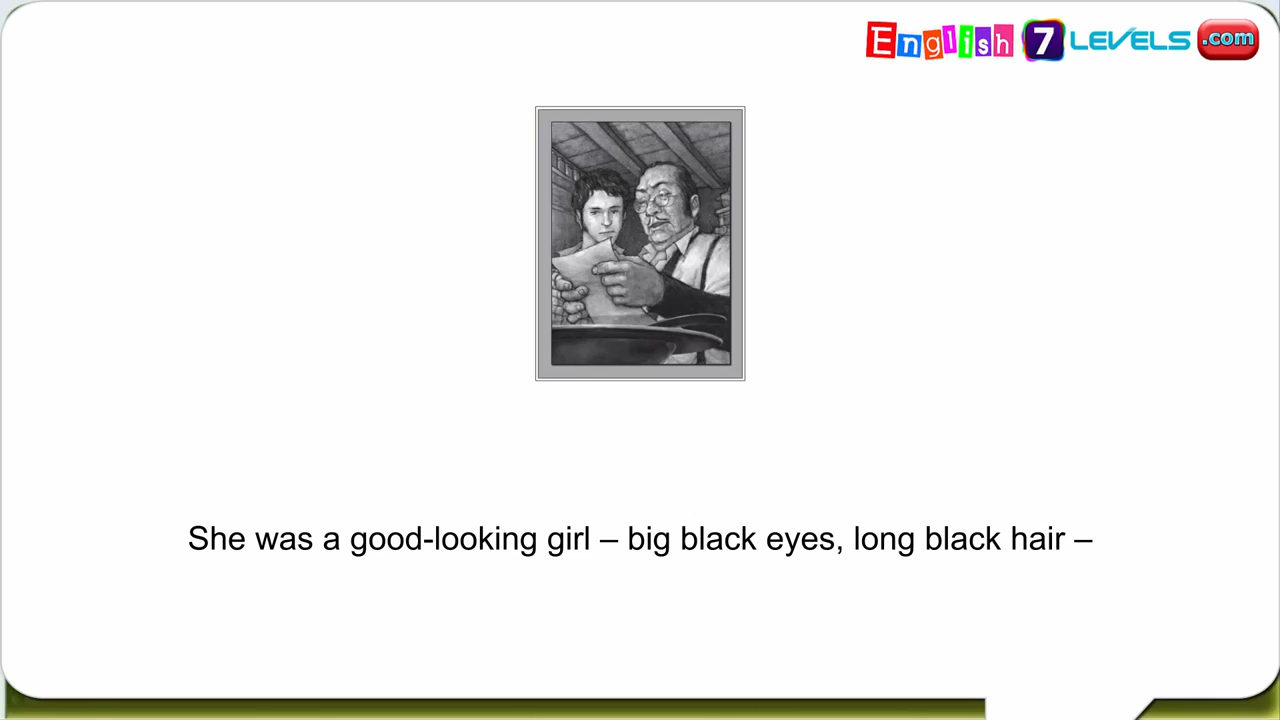 English 7 LEVELS .com
She was a good-looking girl – big black eyes, long black hair –